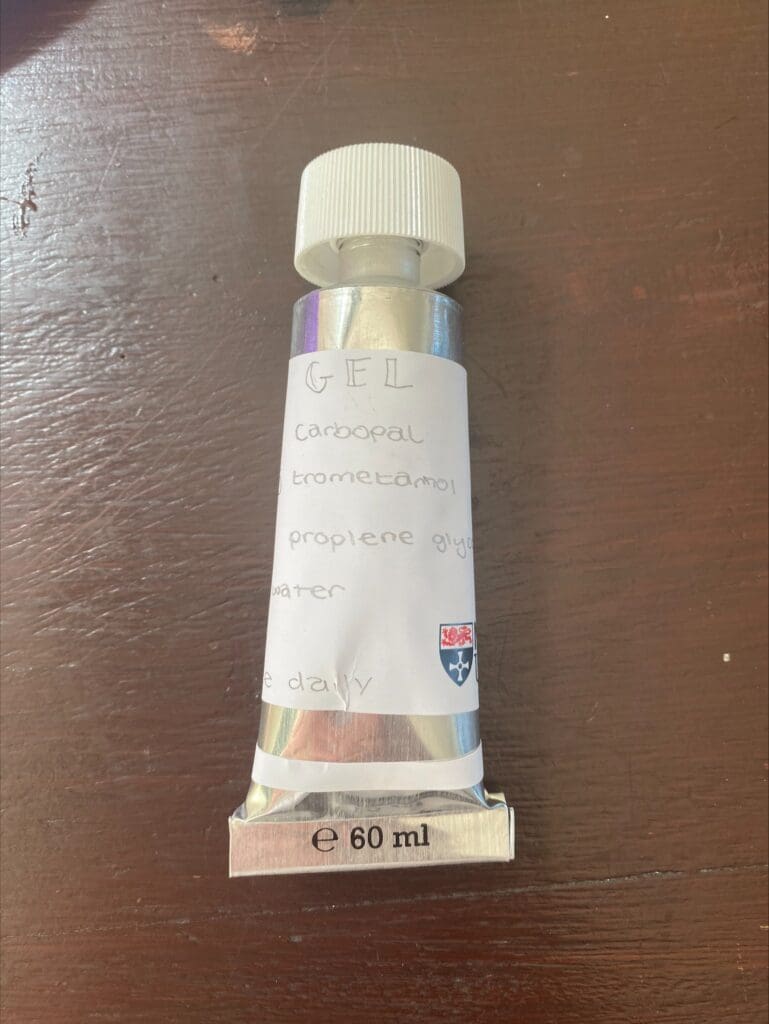 GEL
carbopal
trometamol
proplene glyc
water
e daily
℮ 60 ml